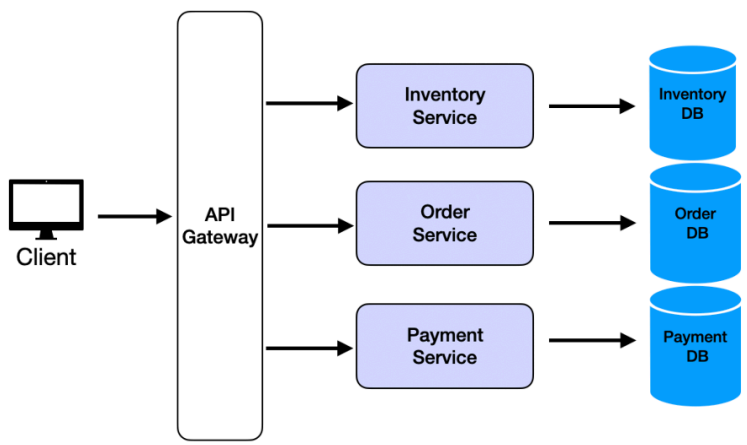 Client
API
Gateway
Inventory
Service
Inventory
DB
Order
Service
Order
DB
Payment
Service
Payment
DB